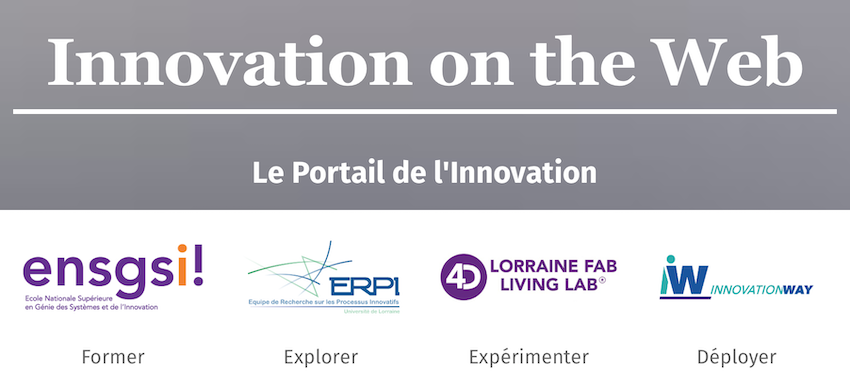 Innovation on the Web
Le Portail de l'Innovation
ensgsi!
Ecole Nationale Supérieure
en Génie des Systèmes et de l'Innovation
ERPI
Equipe de Recherche sur les Processus Innovatifs
Université de Lorraine
4D
LORRAINE FAB
LIVING LAB®
iW
INNOVATIONWAY
Former
Explorer
Expérimenter
Déployer